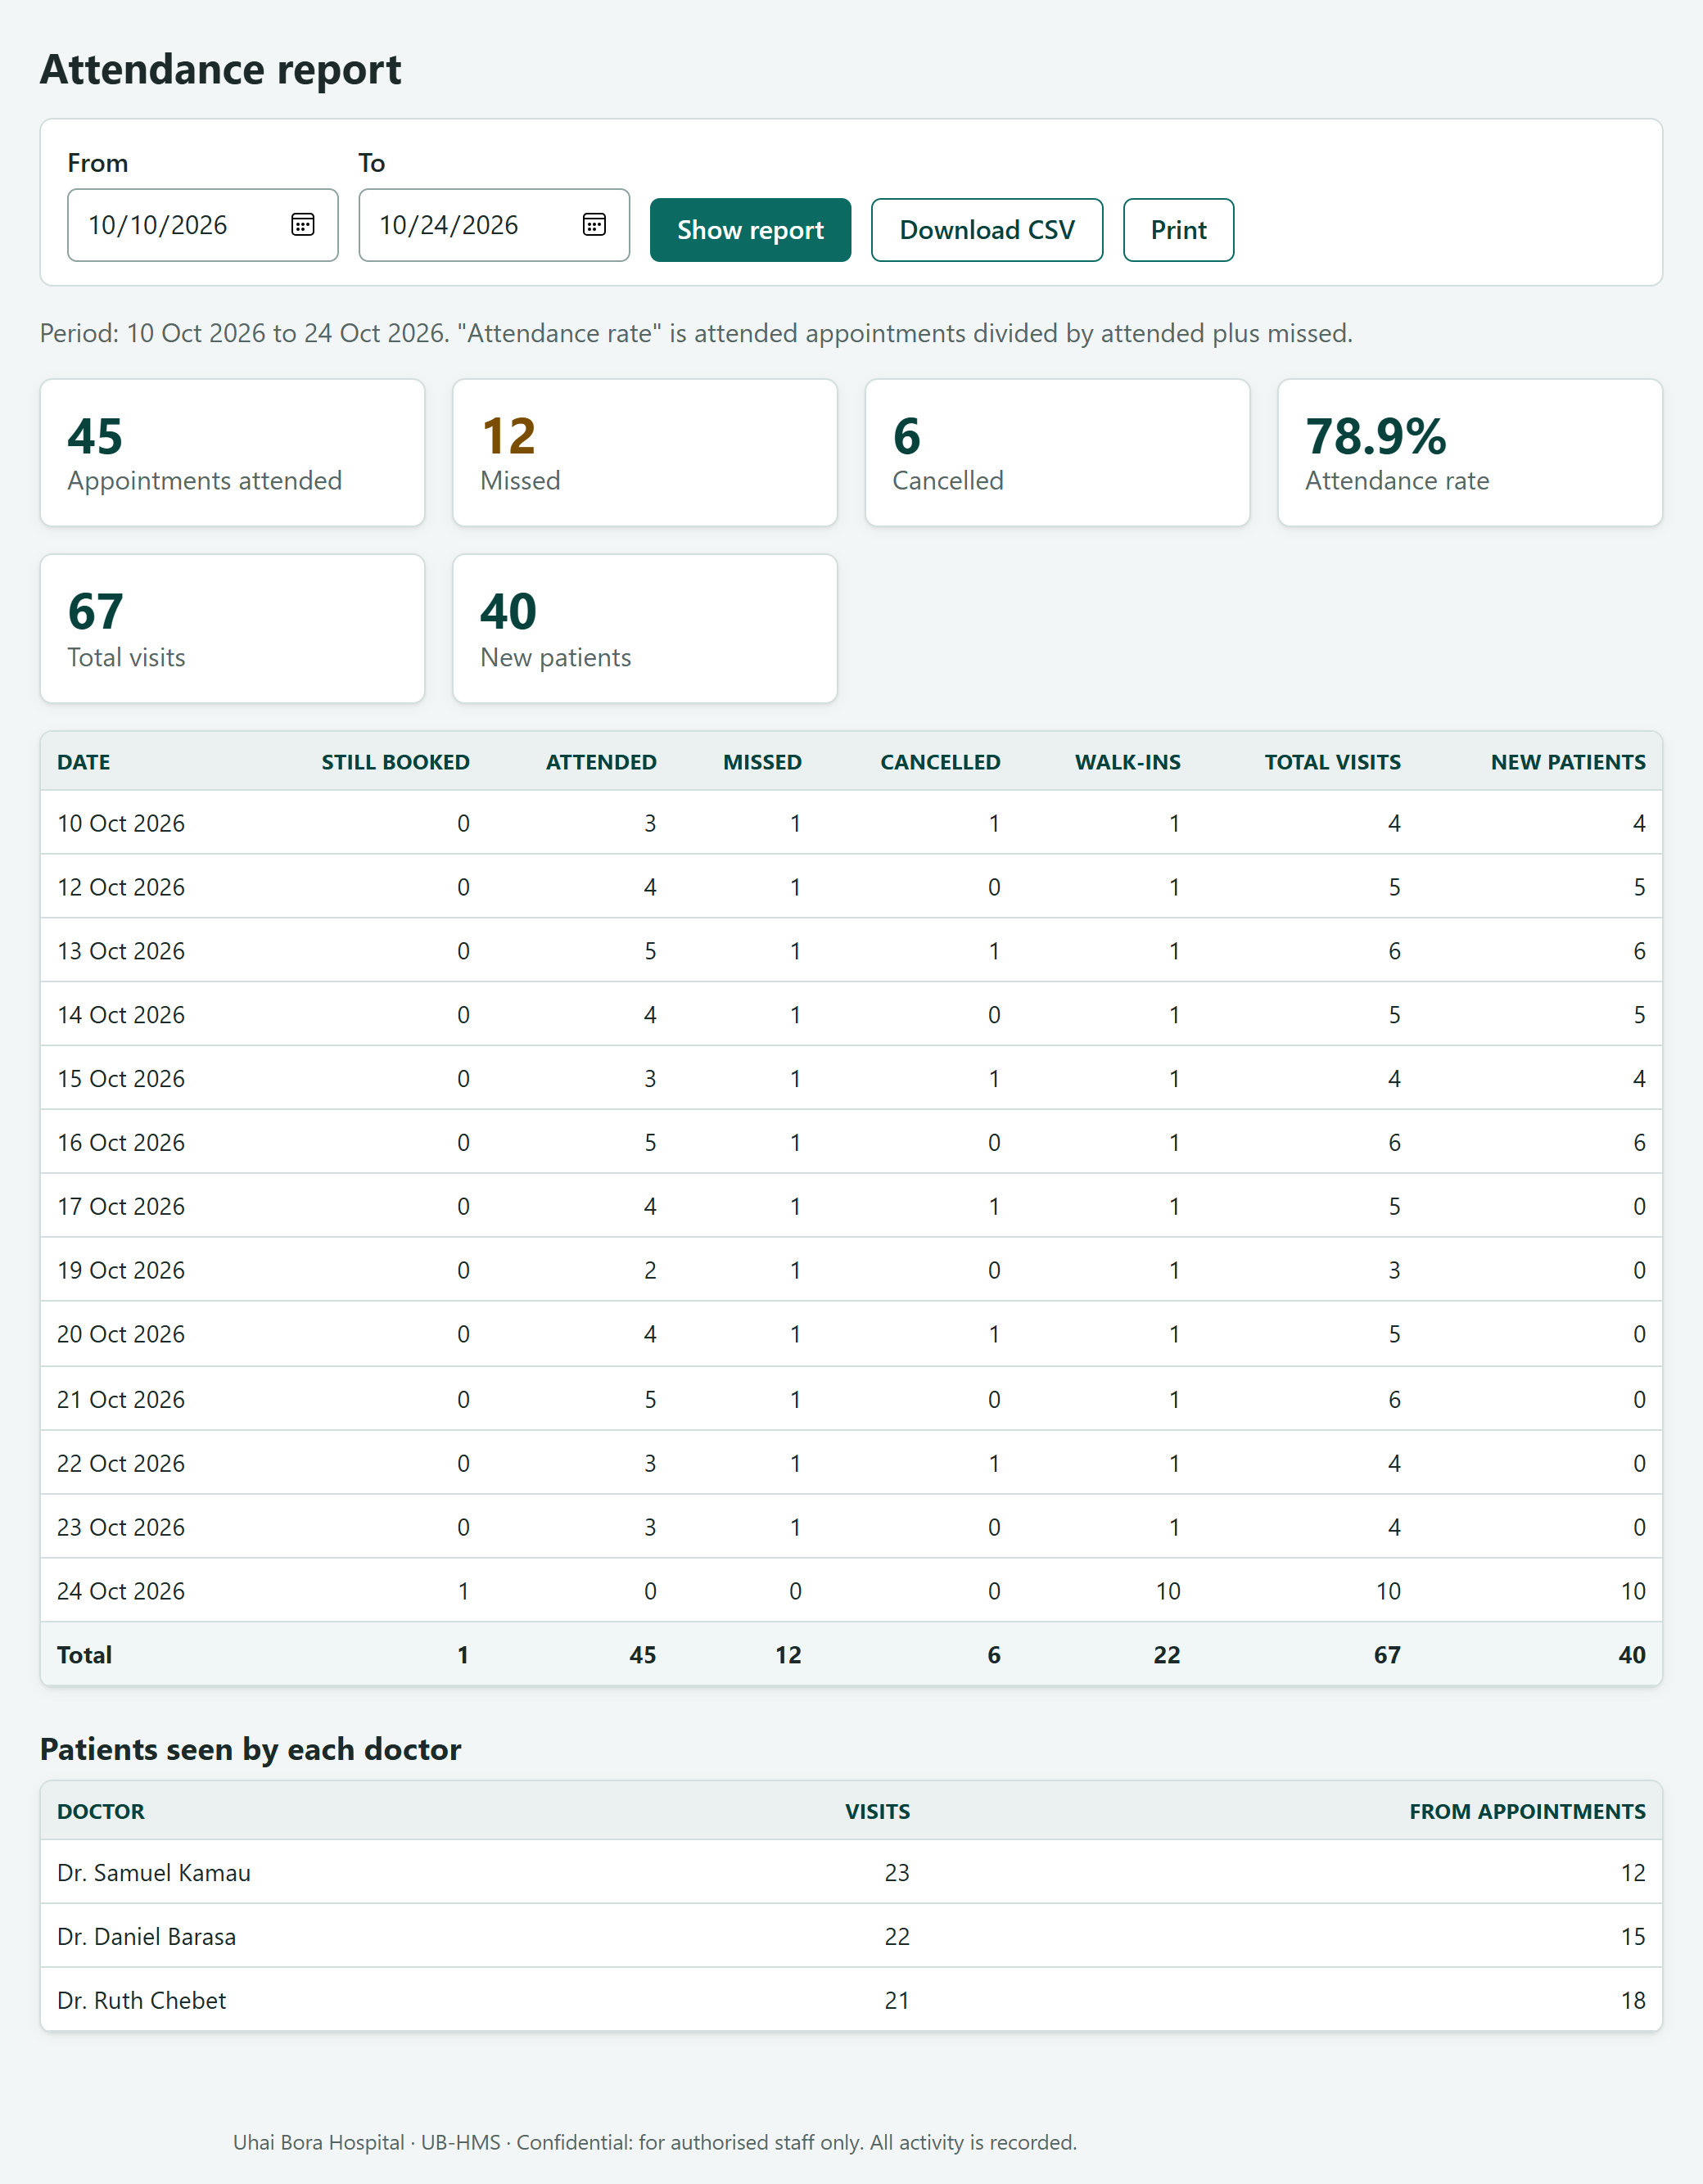 Attendance report
From To
10/10/2026 10/24/2026 Show report Download CSV Print
Period: 10 Oct 2026 to 24 Oct 2026. "Attendance rate" is attended appointments divided by attended plus missed.
45 12 6 78.9%
Appointments attended Missed Cancelled Attendance rate
67 40
Total visits New patients
DATE STILL BOOKED ATTENDED MISSED CANCELLED WALK-INS TOTAL VISITS NEW PATIENTS
10 Oct 2026 0 3 1 1 1 4 4
12 Oct 2026 0 4 1 0 1 5 5
13 Oct 2026 0 5 1 1 1 6 6
14 Oct 2026 0 4 1 0 1 5 5
15 Oct 2026 0 3 1 1 1 4 4
16 Oct 2026 0 5 1 0 1 6 6
17 Oct 2026 0 4 1 1 1 5 0
19 Oct 2026 0 2 1 0 1 3 0
20 Oct 2026 0 4 1 1 1 5 0
21 Oct 2026 0 5 1 0 1 6 0
22 Oct 2026 0 3 1 1 1 4 0
23 Oct 2026 0 3 1 0 1 4 0
24 Oct 2026 1 0 0 0 10 10 10
Total 1 45 12 6 22 67 40
Patients seen by each doctor
DOCTOR VISITS FROM APPOINTMENTS
Dr. Samuel Kamau 23 12
Dr. Daniel Barasa 22 15
Dr. Ruth Chebet 21 18
Uhai Bora Hospital · UB-HMS · Confidential: for authorised staff only. All activity is recorded.